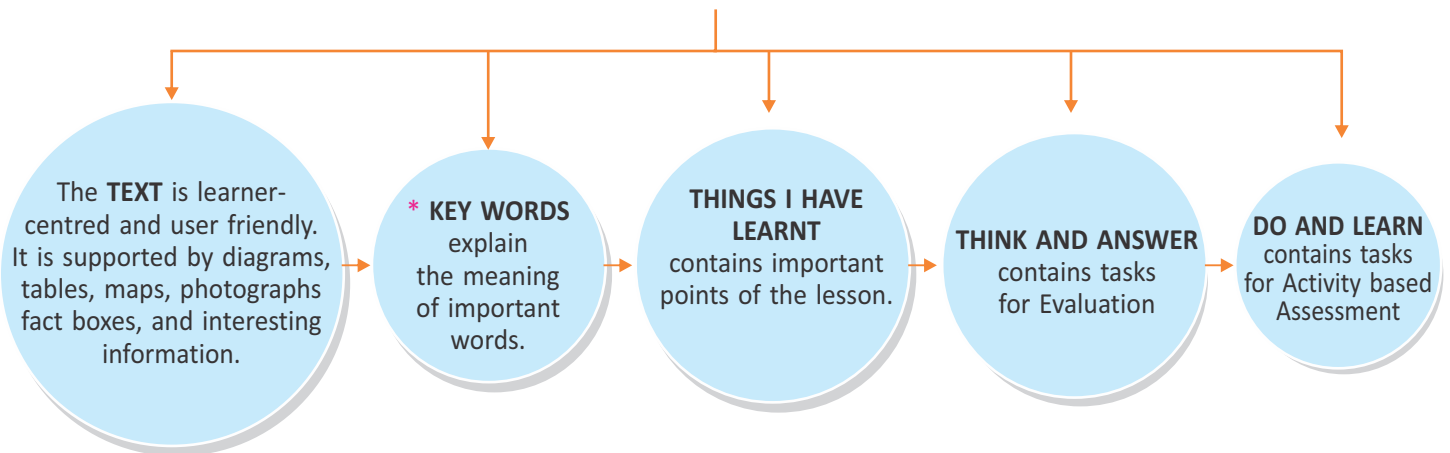 The TEXT is learner-
centred and user friendly.
It is supported by diagrams,
tables, maps, photographs
fact boxes, and interesting
information.
* KEY WORDS
explain
the meaning
of important
words.
THINGS I HAVE
LEARNT
contains important
points of the lesson.
THINK AND ANSWER
contains tasks
for Evaluation
DO AND LEARN
contains tasks
for Activity based
Assessment